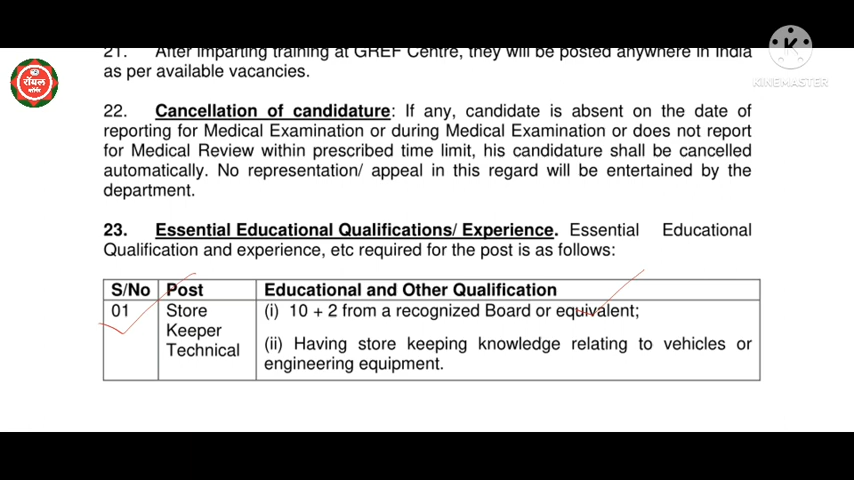 21. After imparting training at GREF Centre, they will be posted anywhere in India
as per available vacancies.
रॉयल
कॉर्नर
K
KINEMASTER
22. Cancellation of candidature: If any, candidate is absent on the date of
reporting for Medical Examination or during Medical Examination or does not report
for Medical Review within prescribed time limit, his candidature shall be cancelled
automatically. No representation/ appeal in this regard will be entertained by the
department.
23. Essential Educational Qualifications/ Experience. Essential Educational
Qualification and experience, etc required for the post is as follows:
S/No Post Educational and Other Qualification
01 Store (i) 10 + 2 from a recognized Board or equivalent;
Keeper
Technical (ii) Having store keeping knowledge relating to vehicles or
engineering equipment.